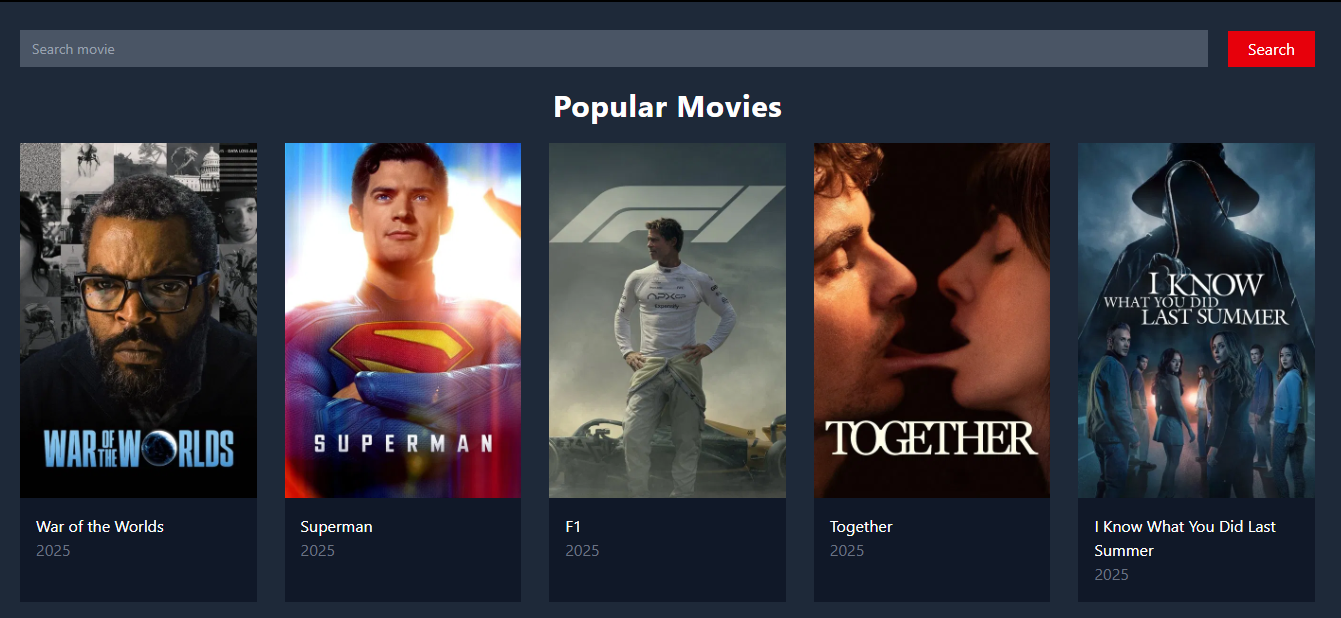 Search movie
Search
Popular Movies
WAR OF THE WORLDS
SUPERMAN
F1
APXGP
TOGETHER
I KNOW
WHAT YOU DID
LAST SUMMER
War of the Worlds
2025
Superman
2025
F1
2025
Together
2025
I Know What You Did Last
Summer
2025